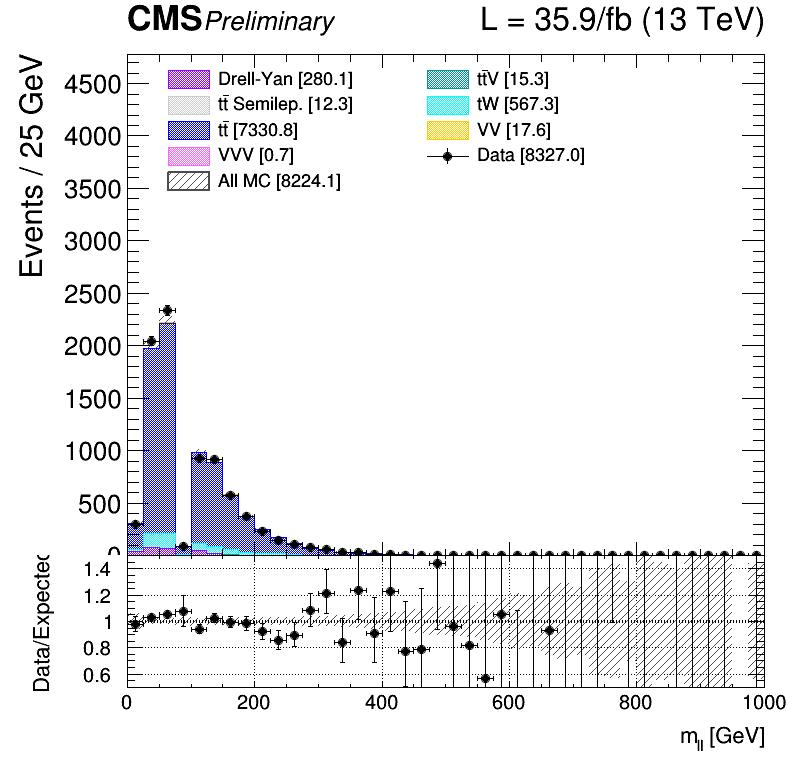 CMS Preliminary L = 35.9/fb (13 TeV)
Events / 25 GeV
4500
4000
3500
3000
2500
2000
1500
1000
500
0
Drell-Yan [280.1]
tt̄ Semilep. [12.3]
tt̄ [7330.8]
VVV [0.7]
All MC [8224.1]
tt̄V [15.3]
tW [567.3]
VV [17.6]
Data [8327.0]
Data/Expected
1.4
1.2
1
0.8
0.6
0 200 400 600 800 1000
m_ll [GeV]